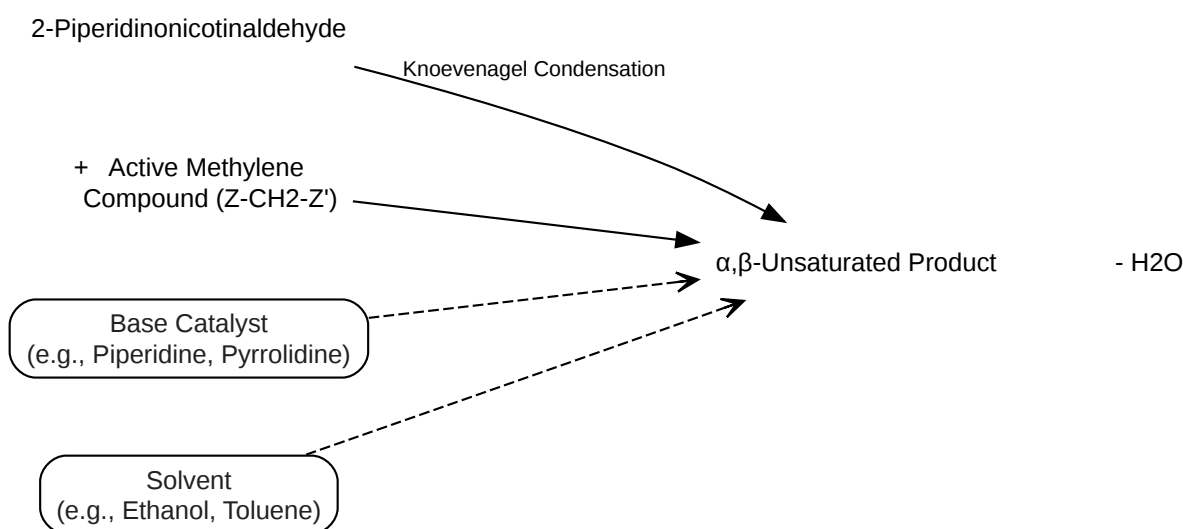 2-Piperidinonicotinaldehyde
Knoevenagel Condensation
+ Active Methylene
Compound (Z-CH2-Z')
α,β-Unsaturated Product
- H2O
Base Catalyst
(e.g., Piperidine, Pyrrolidine)
Solvent
(e.g., Ethanol, Toluene)